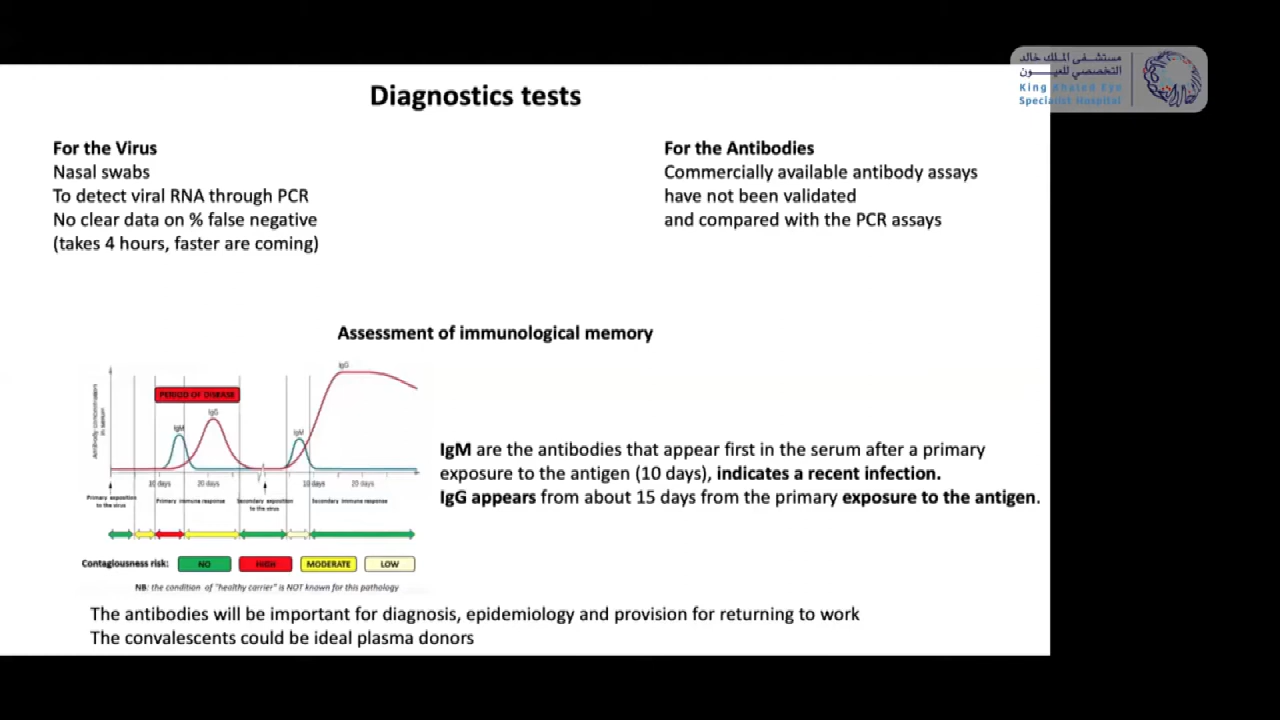 مستشفى الملك خالد
التخصصي للعيون
King Khaled Eye
Specialist Hospital
Diagnostics tests
For the Virus
Nasal swabs
To detect viral RNA through PCR
No clear data on % false negative
(takes 4 hours, faster are coming)
For the Antibodies
Commercially available antibody assays
have not been validated
and compared with the PCR assays
Assessment of immunological memory
Antibody concentration
in serum
PERIOD OF DISEASE
IgM
IgG
IgM
IgG
10 days
20 days
10 days
20 days
Primary exposition
to the virus
Primary immune response
Secondary exposition
to the virus
Secondary immune response
Contagiousness risk:
NO
HIGH
MODERATE
LOW
NB: the condition of "healthy carrier" is NOT known for this pathology
IgM are the antibodies that appear first in the serum after a primary
exposure to the antigen (10 days), indicates a recent infection.
IgG appears from about 15 days from the primary exposure to the antigen.
The antibodies will be important for diagnosis, epidemiology and provision for returning to work
The convalescents could be ideal plasma donors